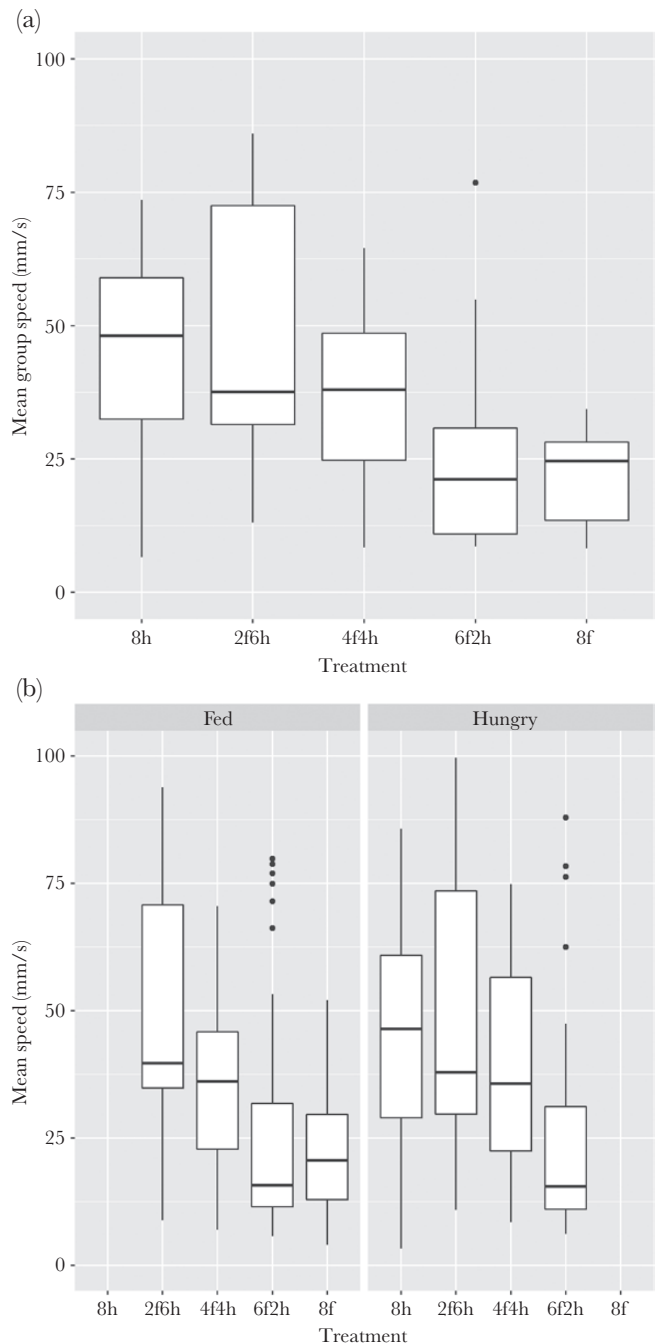 (a)
100
75
50
25
0
Mean group speed (mm/s)
8h 2f6h 4f4h 6f2h 8f
Treatment
(b)
Fed Hungry
100
75
50
25
0
Mean speed (mm/s)
8h 2f6h 4f4h 6f2h 8f 8h 2f6h 4f4h 6f2h 8f
Treatment